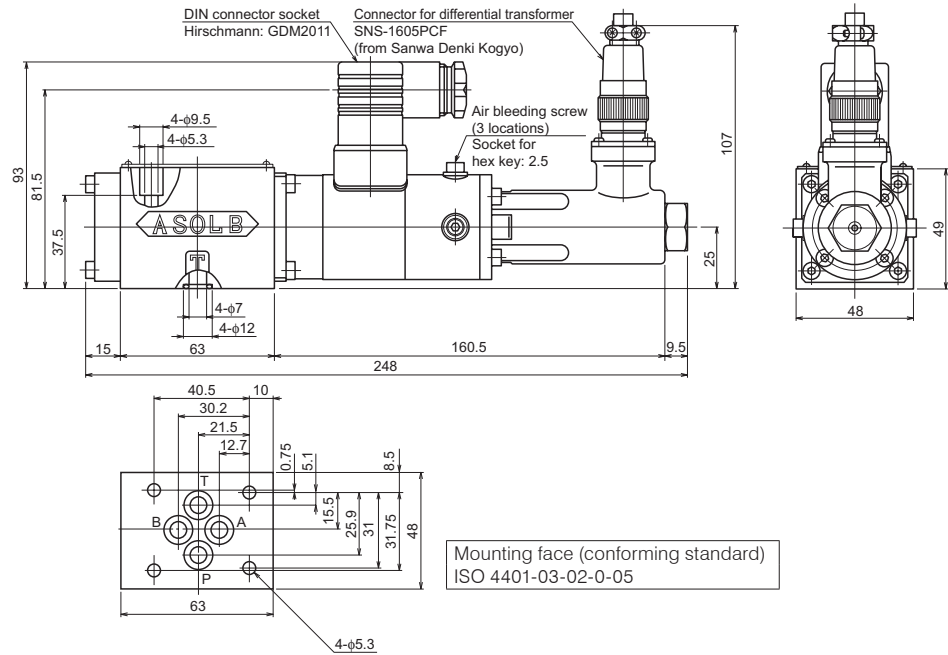 DIN connector socket
Hirschmann: GDM2011
Connector for differential transformer
SNS-1605PCF
(from Sanwa Denki Kogyo)
Air bleeding screw
(3 locations)
Socket for
hex key: 2.5
4-φ9.5
4-φ5.3
93
81.5
37.5
A SOL B
T
4-φ7
4-φ12
107
25
49
48
15
63
160.5
9.5
248
40.5
10
30.2
21.5
12.7
0.75
5.1
8.5
T
B
A
P
15.5
25.9
31
31.75
48
63
4-φ5.3
Mounting face (conforming standard)
ISO 4401-03-02-0-05